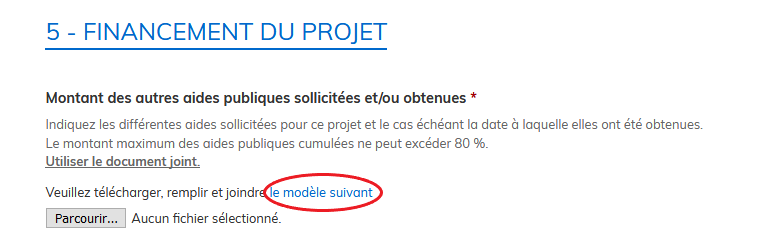 5 - FINANCEMENT DU PROJET
Montant des autres aides publiques sollicitées et/ou obtenues *
Indiquez les différentes aides sollicitées pour ce projet et le cas échéant la date à laquelle elles ont été obtenues.
Le montant maximum des aides publiques cumulées ne peut excéder 80 %.
Utiliser le document joint.
Veuillez télécharger, remplir et joindre le modèle suivant
Parcourir... Aucun fichier sélectionné.